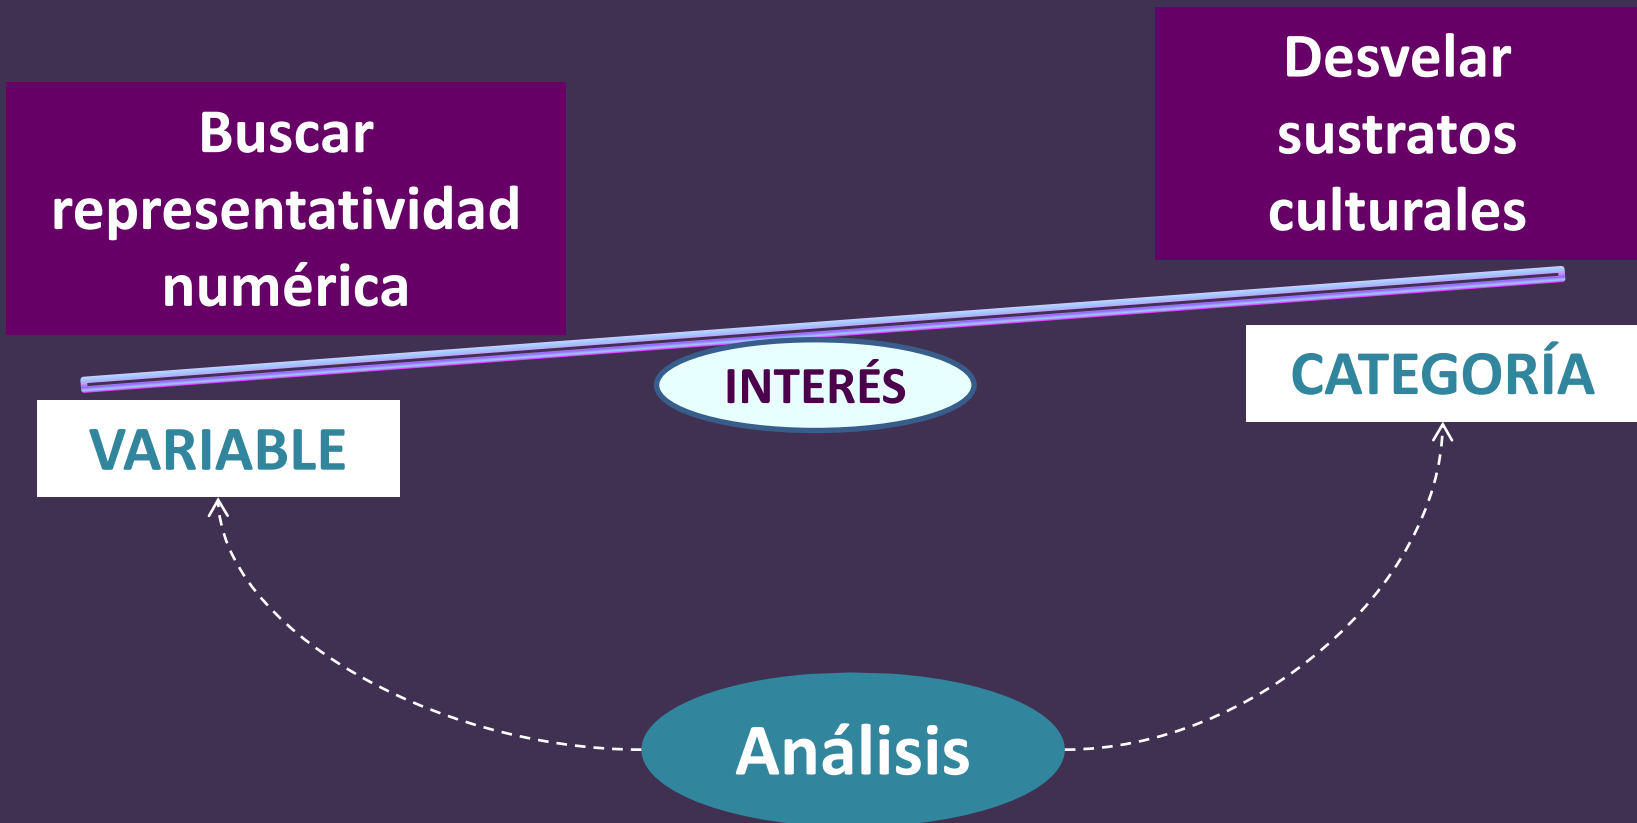 Buscar
representatividad
numérica
Desvelar
sustratos
culturales
INTERÉS
VARIABLE
CATEGORÍA
Análisis